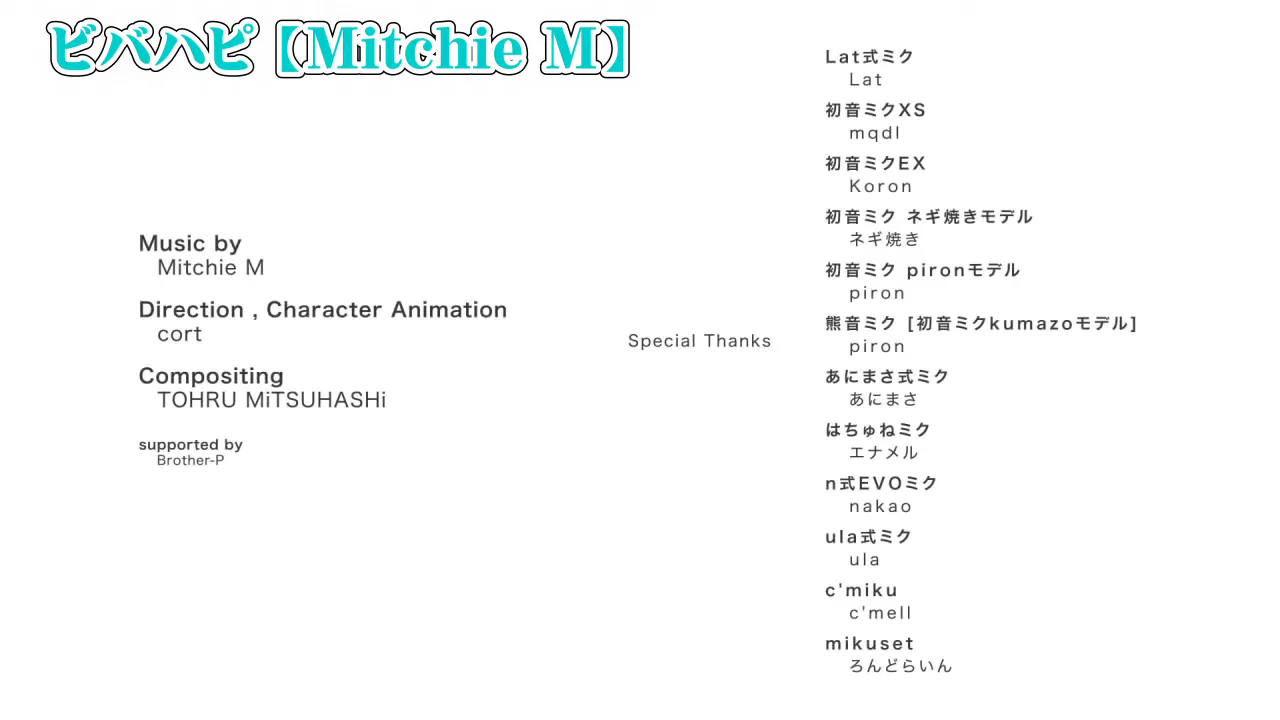 ビバハピ【Mitchie M】
Music by
Mitchie M
Direction , Character Animation
cort
Compositing
TOHRU MiTSUHASHi
supported by
Brother-P
Special Thanks
Lat式ミク
Lat
初音ミクXS
mqdl
初音ミクEX
Koron
初音ミク ネギ焼きモデル
ネギ焼き
初音ミク pironモデル
piron
熊音ミク [初音ミクkumazoモデル]
piron
あにまさ式ミク
あにまさ
はちゅねミク
エナメル
n式EVOミク
nakao
ula式ミク
ula
c'miku
c'mell
mikuset
ろんどらいん